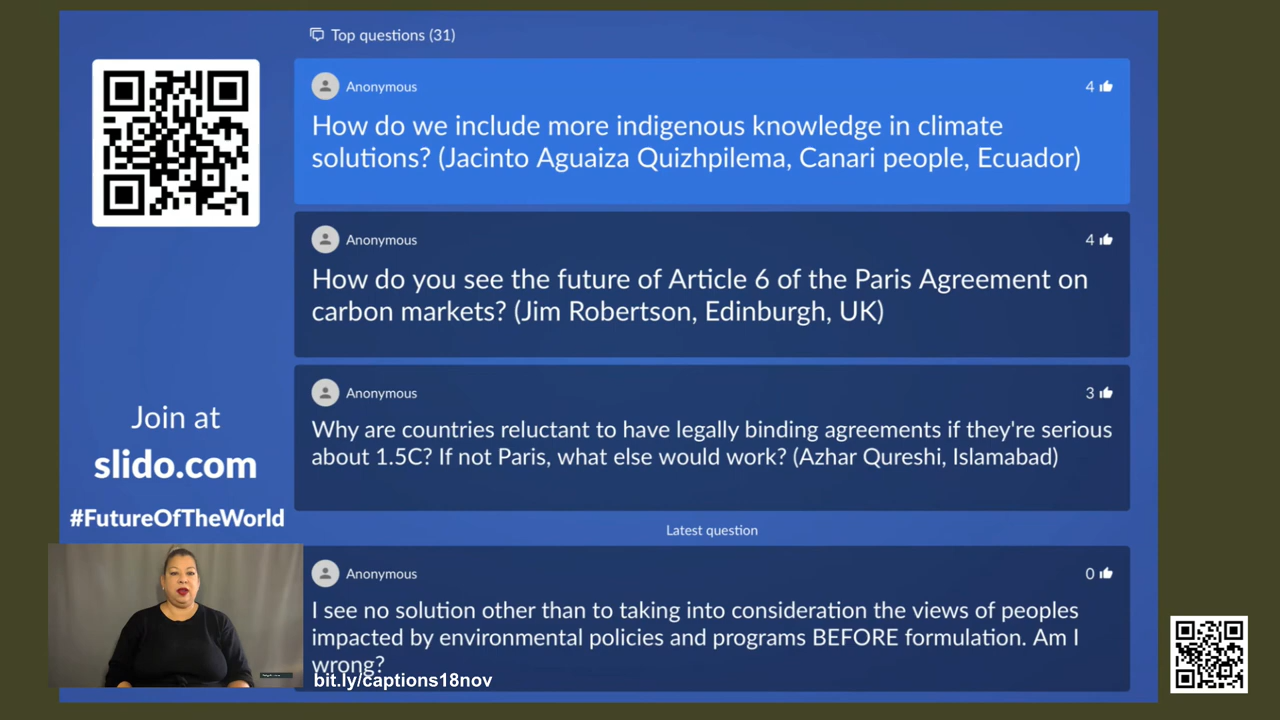 Top questions (31)
Anonymous
4
How do we include more indigenous knowledge in climate
solutions? (Jacinto Aguaiza Quizhpilema, Canari people, Ecuador)
Anonymous
4
How do you see the future of Article 6 of the Paris Agreement on
carbon markets? (Jim Robertson, Edinburgh, UK)
Anonymous
3
Why are countries reluctant to have legally binding agreements if they're serious
about 1.5C? If not Paris, what else would work? (Azhar Qureshi, Islamabad)
Join at
slido.com
#FutureOfTheWorld
Latest question
Anonymous
0
I see no solution other than to taking into consideration the views of peoples
impacted by environmental policies and programs BEFORE formulation. Am I
wrong?
bit.ly/captions18nov